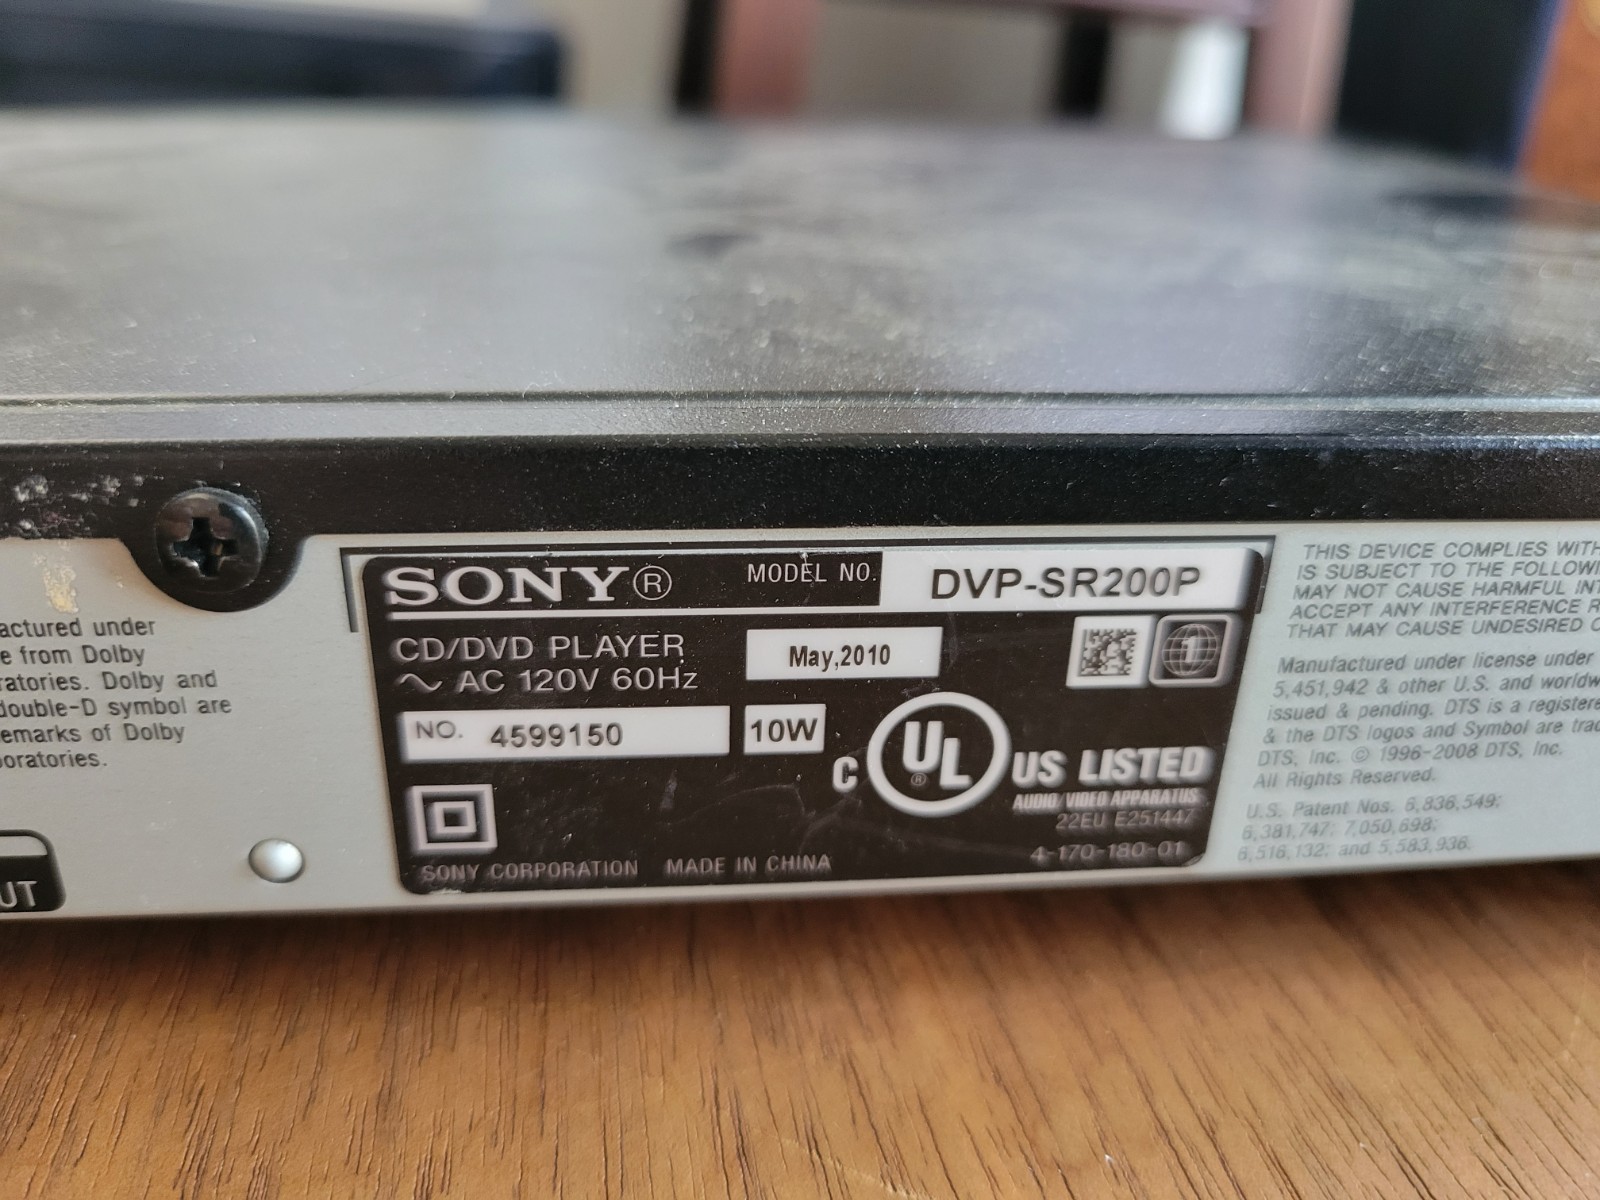 actured under
e from Dolby
ratories. Dolby and
double-D symbol are
emarks of Dolby
oratories.
UT
SONY®
MODEL NO.
DVP-SR200P
CD/DVD PLAYER
May,2010
1
~ AC 120V 60Hz
NO. 4599150
10W
C UL ® US LISTED
AUDIO/VIDEO APPARATUS
22EU E251447
4-170-180-01
SONY CORPORATION MADE IN CHINA
THIS DEVICE COMPLIES WITH
IS SUBJECT TO THE FOLLOWI
MAY NOT CAUSE HARMFUL INT
ACCEPT ANY INTERFERENCE R
THAT MAY CAUSE UNDESIRED O
Manufactured under license under
5,451,942 & other U.S. and worldw
issued & pending. DTS is a registere
& the DTS logos and Symbol are trad
DTS, Inc. © 1996-2008 DTS, Inc.
All Rights Reserved.
U.S. Patent Nos. 6,836,549;
6,381,747; 7,050,698;
6,516,132; and 5,583,936.